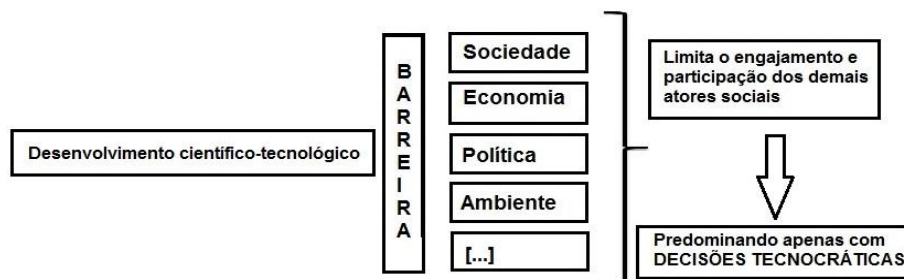 Desenvolvimento científico-tecnológico
BARREIRA
Sociedade
Economia
Política
Ambiente
[...]
Limita o engajamento e
participação dos demais
atores sociais
Predominando apenas com
DECISÕES TECNOCRÁTICAS